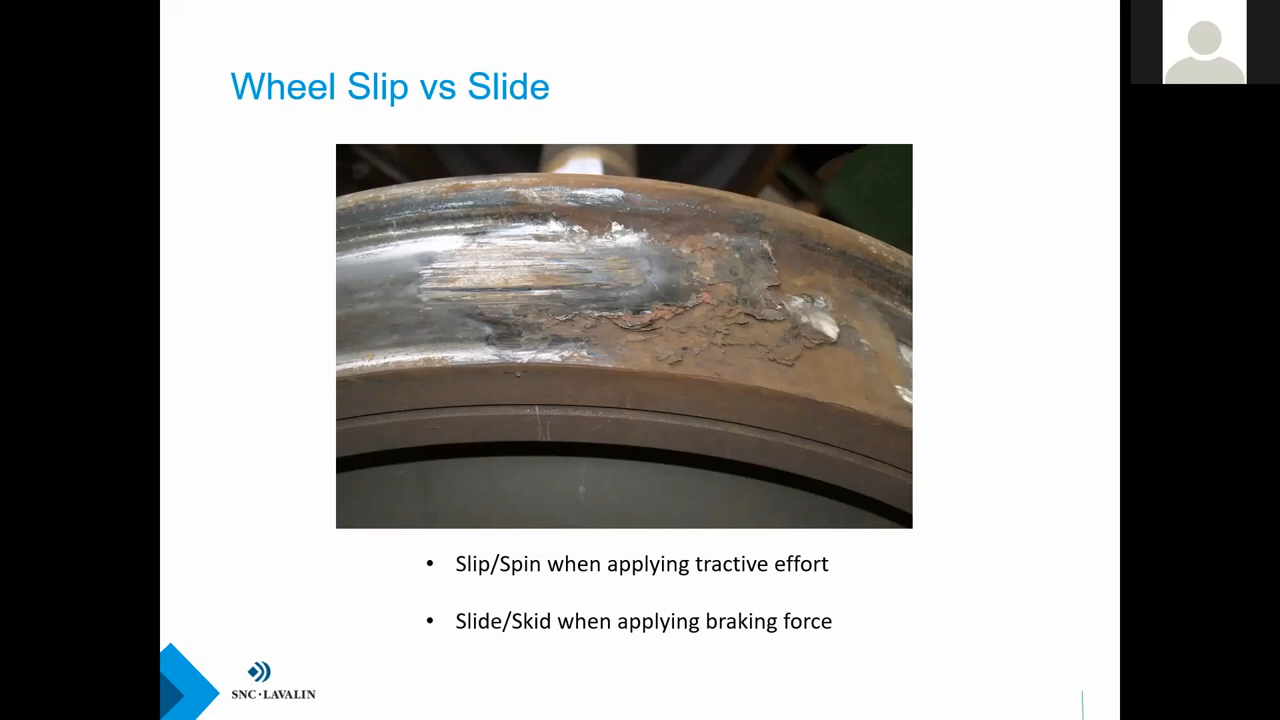 Wheel Slip vs Slide
• Slip/Spin when applying tractive effort
• Slide/Skid when applying braking force
SNC·LAVALIN